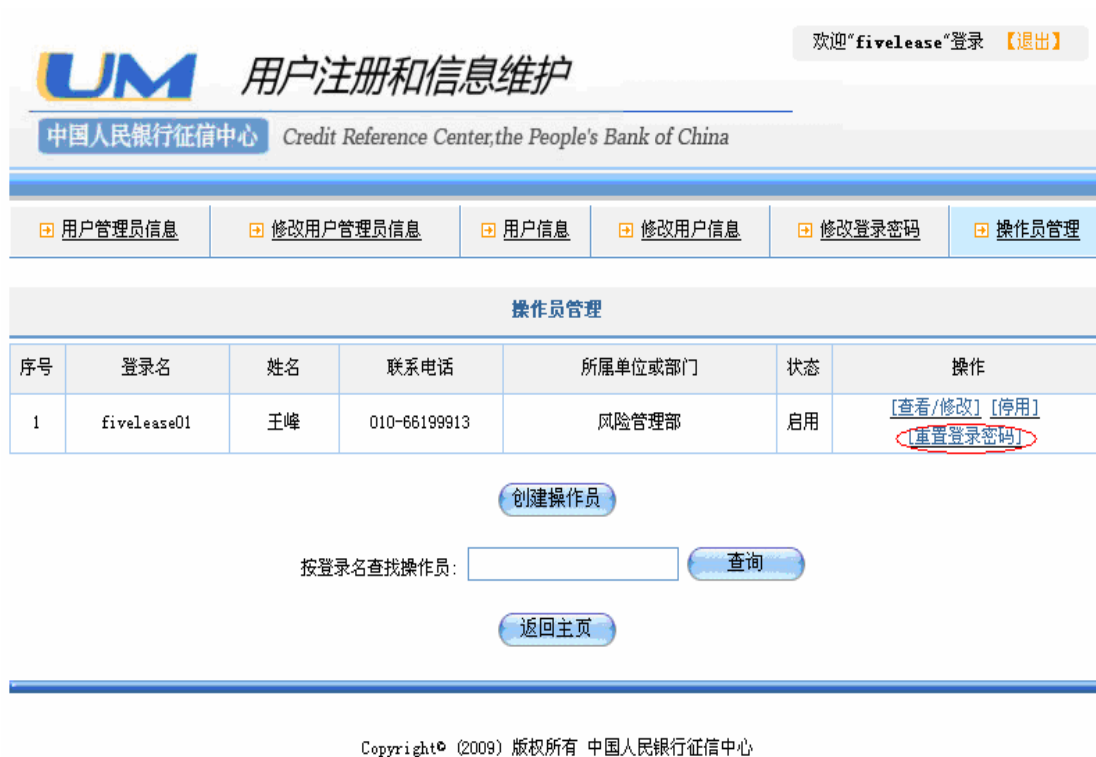 欢迎"fivelease"登录 【退出】
UM 用户注册和信息维护
中国人民银行征信中心 Credit Reference Center,the People's Bank of China
用户管理员信息 修改用户管理员信息 用户信息 修改用户信息 修改登录密码 操作员管理
操作员管理
序号 登录名 姓名 联系电话 所属单位或部门 状态 操作
1 fivelease01 王峰 010-66199913 风险管理部 启用 [查看/修改] [停用]
[重置登录密码]
创建操作员
按登录名查找操作员: 查询
返回主页
Copyright© (2009) 版权所有 中国人民银行征信中心